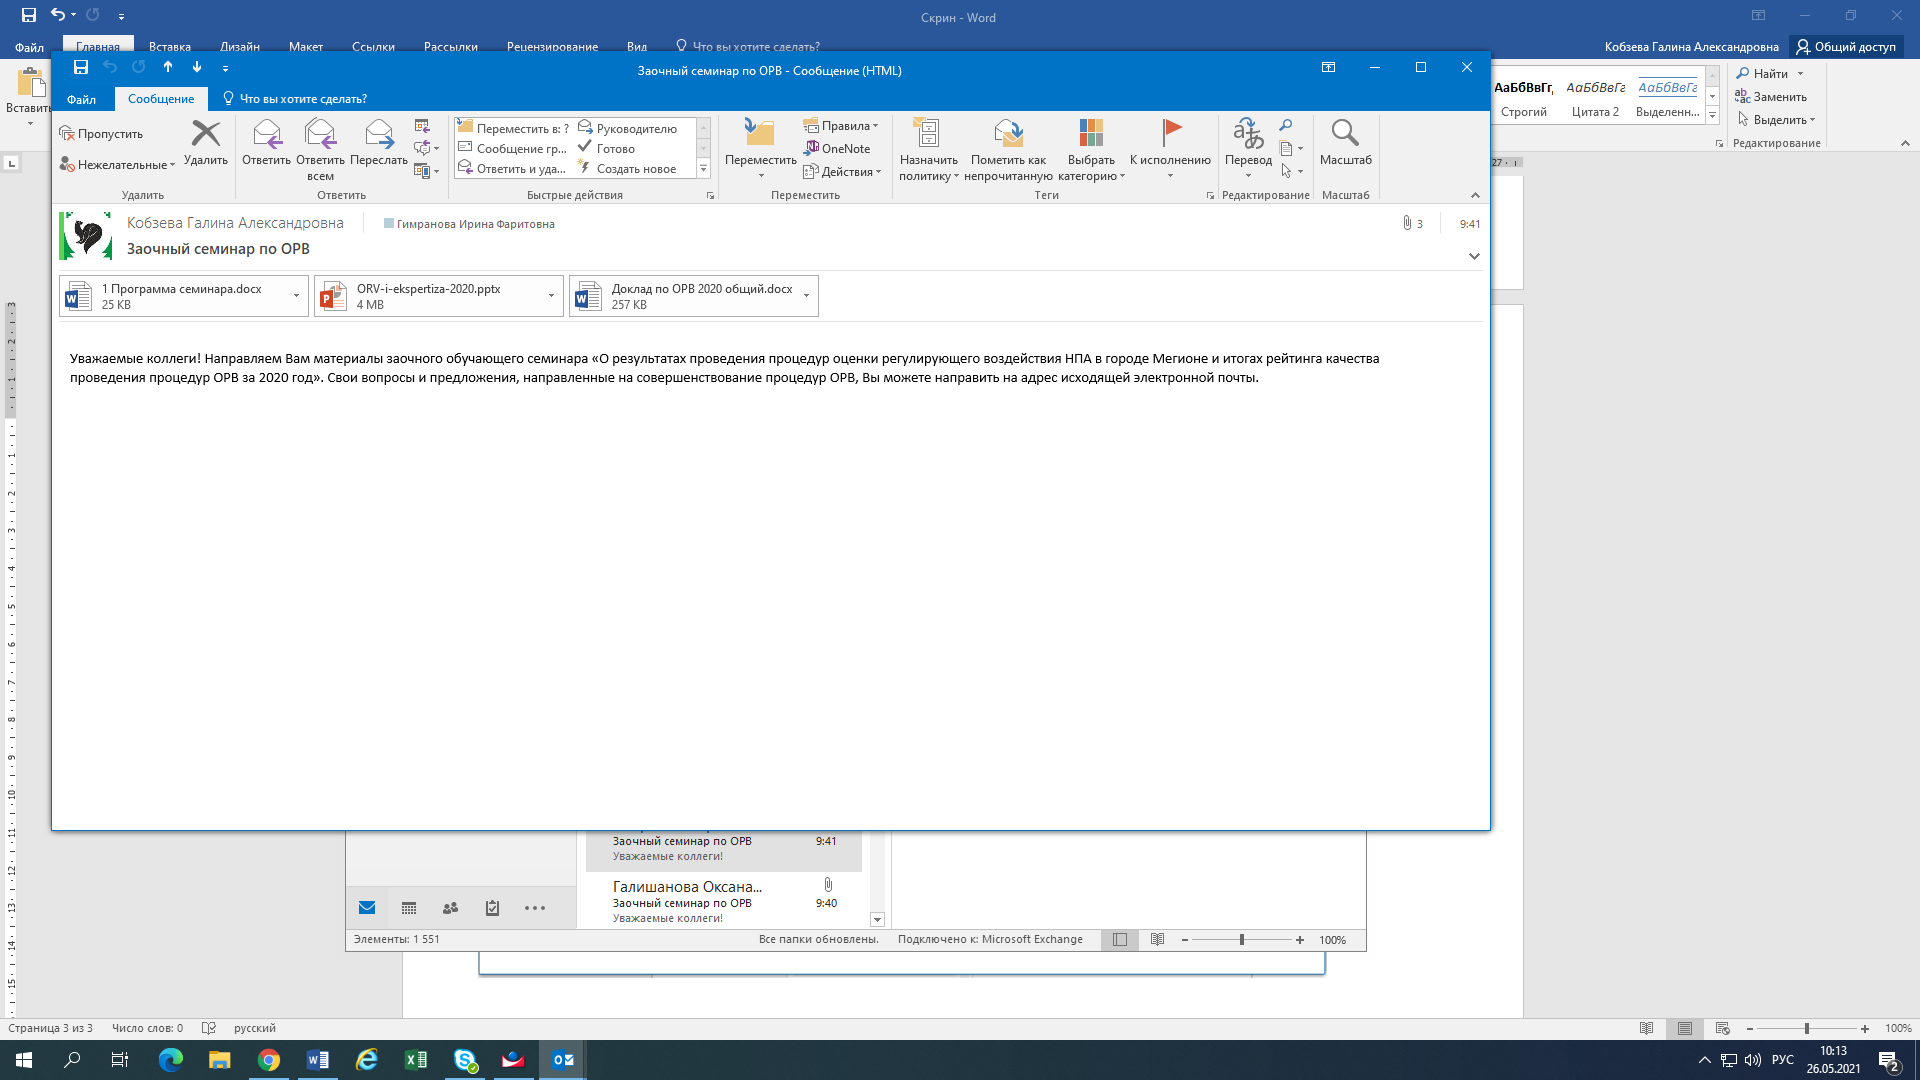 Скрин - Word
Файл Главная Вставка Дизайн Макет Ссылки Рассылки Рецензирование Вид Что вы хотите сделать?
Кобзева Галина Александровна Общий доступ
Вставить
АаБбВвГг, АаБбВвГг АаБбВвГг
Строгий Цитата 2 Выделенн...
Найти
Заменить
Выделить
Редактирование
27
Заочный семинар по ОРВ - Сообщение (HTML)
Файл Сообщение Что вы хотите сделать?
Пропустить
Нежелательные
Удалить
Удалить
Ответить
Ответить всем
Переслать
Ответить
Переместить в: ?
Сообщение гр...
Ответить и уда...
Руководителю
Готово
Создать новое
Быстрые действия
Переместить
Правила
OneNote
Действия
Переместить
Назначить политику
Пометить как непрочитанную
Выбрать категорию
К исполнению
Теги
Перевод
Редактирование
Масштаб
Масштаб
Кобзева Галина Александровна
Гимранова Ирина Фаритовна
3 9:41
Заочный семинар по ОРВ
1 Программа семинара.docx
25 KB
ORV-i-ekspertiza-2020.pptx
4 MB
Доклад по ОРВ 2020 общий.docx
257 KB
Уважаемые коллеги! Направляем Вам материалы заочного обучающего семинара «О результатах проведения процедур оценки регулирующего воздействия НПА в городе Мегионе и итогах рейтинга качества
проведения процедур ОРВ за 2020 год». Свои вопросы и предложения, направленные на совершенствование процедур ОРВ, Вы можете направить на адрес исходящей электронной почты.
Заочный семинар по ОРВ 9:41
Уважаемые коллеги!
Галишанова Оксана...
Заочный семинар по ОРВ 9:40
Уважаемые коллеги!
Элементы: 1 551
Все папки обновлены. Подключено к: Microsoft Exchange 100%
Страница 3 из 3 Число слов: 0 русский 100%
РУС
10:13
26.05.2021
2